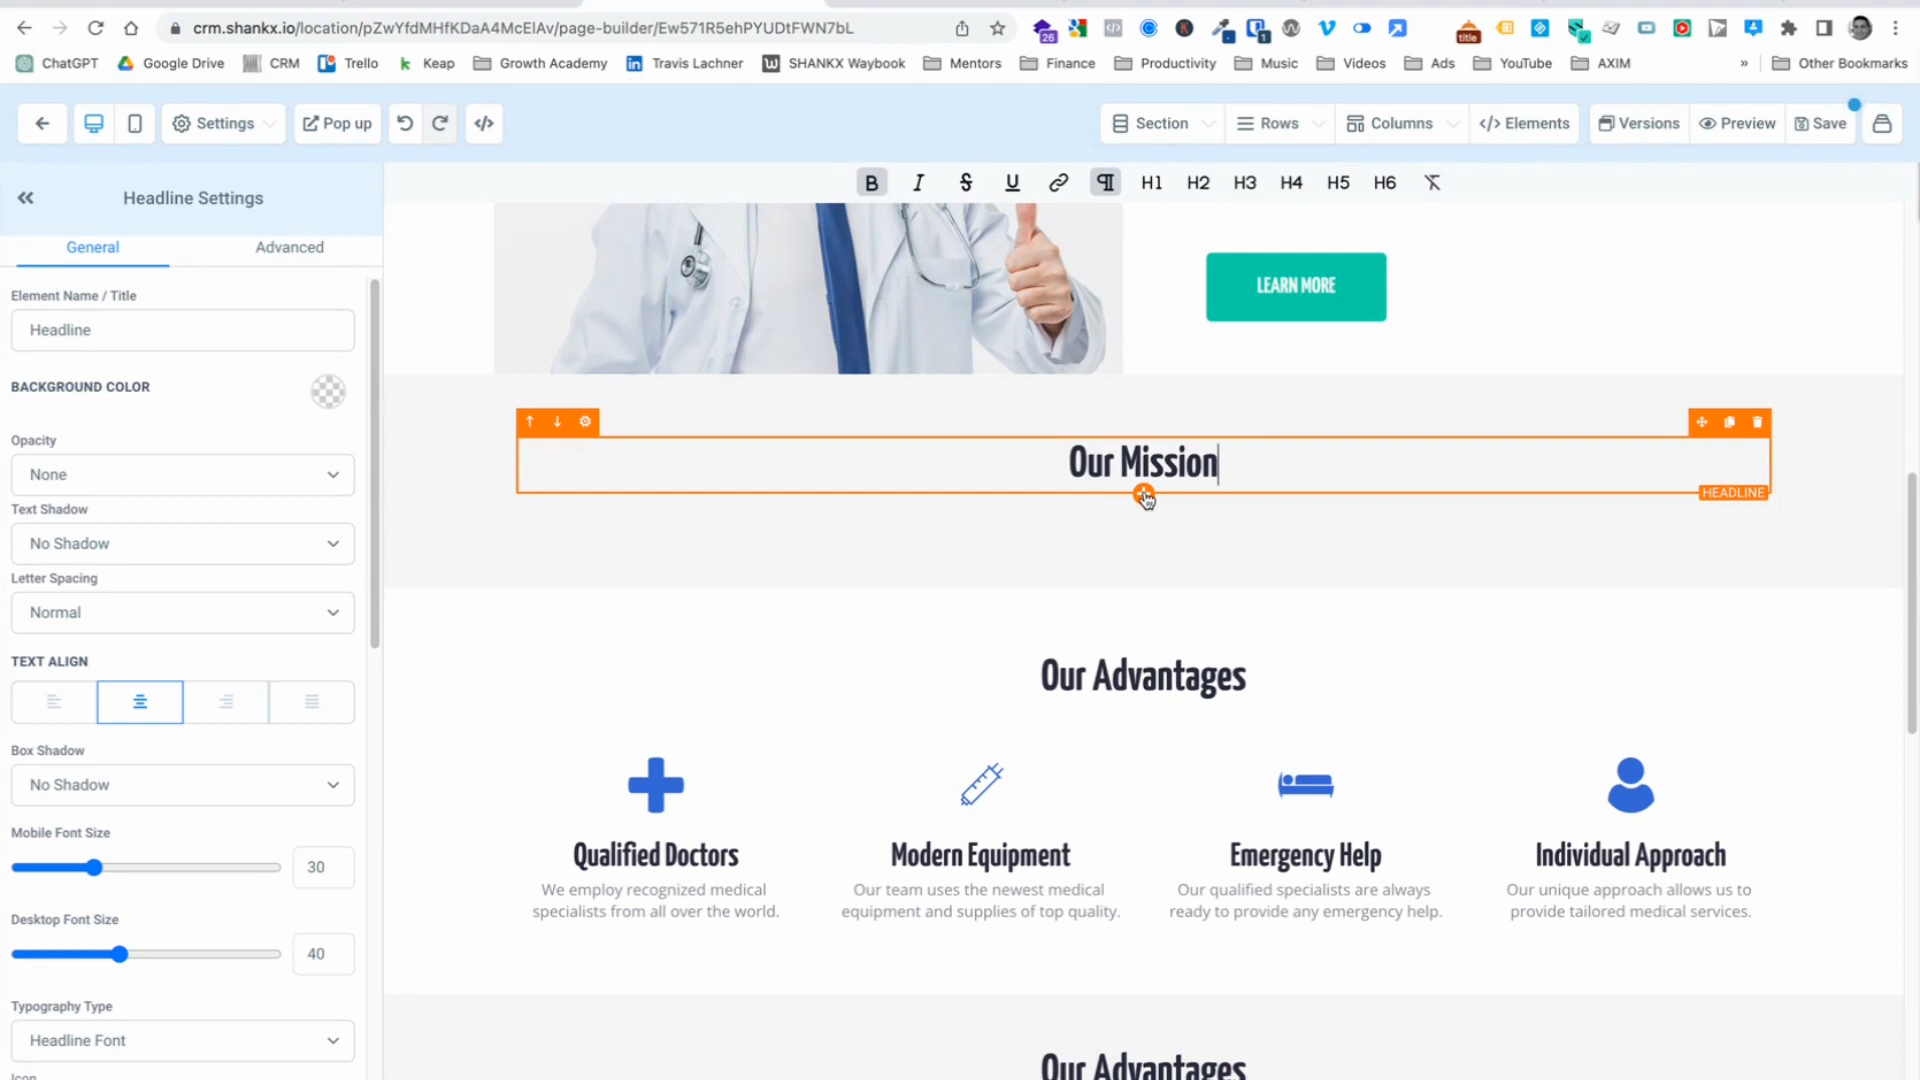 crm.shankx.io/location/pZwYfdMHfKDaA4McElAv/page-builder/Ew571R5ehPYUDtFWN7bL
26
1
title
ChatGPT
Google Drive
CRM
Trello
Keap
Growth Academy
Travis Lachner
SHANKX Waybook
Mentors
Finance
Productivity
Music
Videos
Ads
YouTube
AXIM
»
Other Bookmarks
Settings
Pop up
</>
Section
Rows
Columns
</> Elements
Versions
Preview
Save
Headline Settings
B I S U H1 H2 H3 H4 H5 H6
General
Advanced
Element Name / Title
Headline
BACKGROUND COLOR
Opacity
None
Text Shadow
No Shadow
Letter Spacing
Normal
TEXT ALIGN
Box Shadow
No Shadow
Mobile Font Size
30
Desktop Font Size
40
Typography Type
Headline Font
Icon
LEARN MORE
Our Mission
HEADLINE
Our Advantages
Qualified Doctors
We employ recognized medical
specialists from all over the world.
Modern Equipment
Our team uses the newest medical
equipment and supplies of top quality.
Emergency Help
Our qualified specialists are always
ready to provide any emergency help.
Individual Approach
Our unique approach allows us to
provide tailored medical services.
Our Advantages